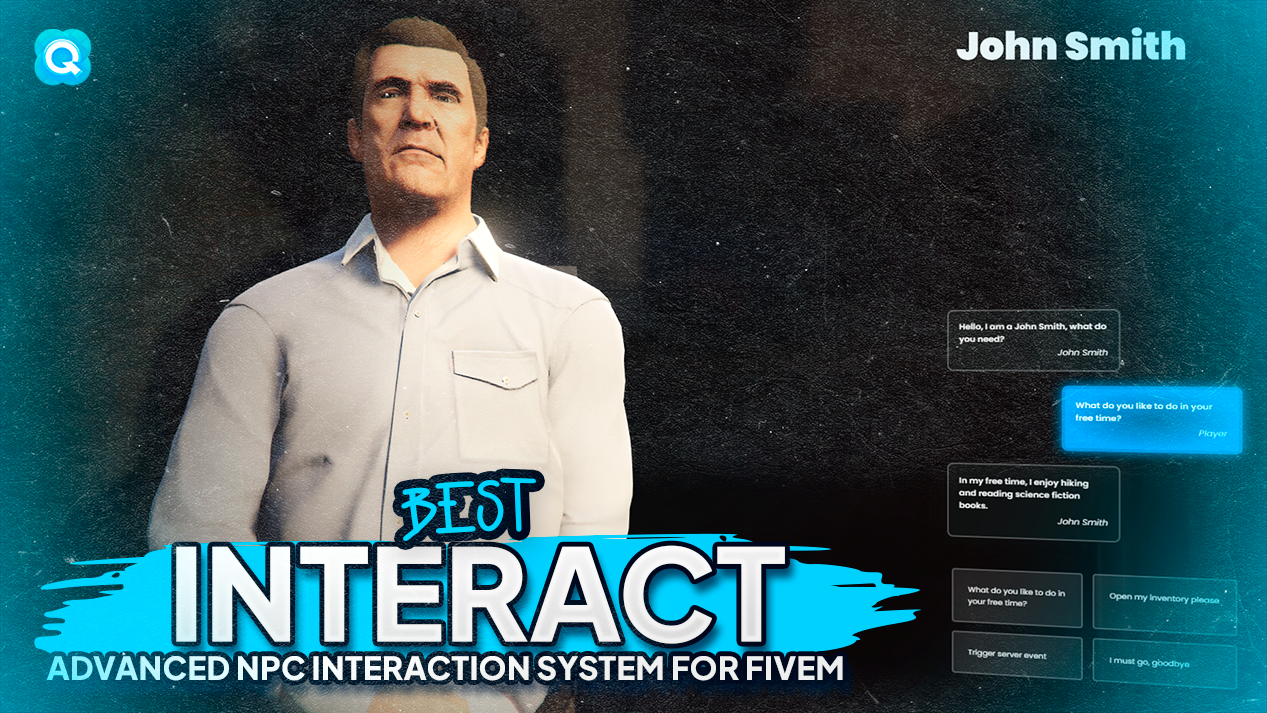 Q
John Smith
Hello, I am a John Smith, what do
you need?
John Smith
What do you like to do in your
free time?
Player
In my free time, I enjoy hiking
and reading science fiction
books.
John Smith
What do you like to do in
your free time?
Open my inventory please
Trigger server event
I must go, goodbye
BEST
INTERACT
ADVANCED NPC INTERACTION SYSTEM FOR FIVEM